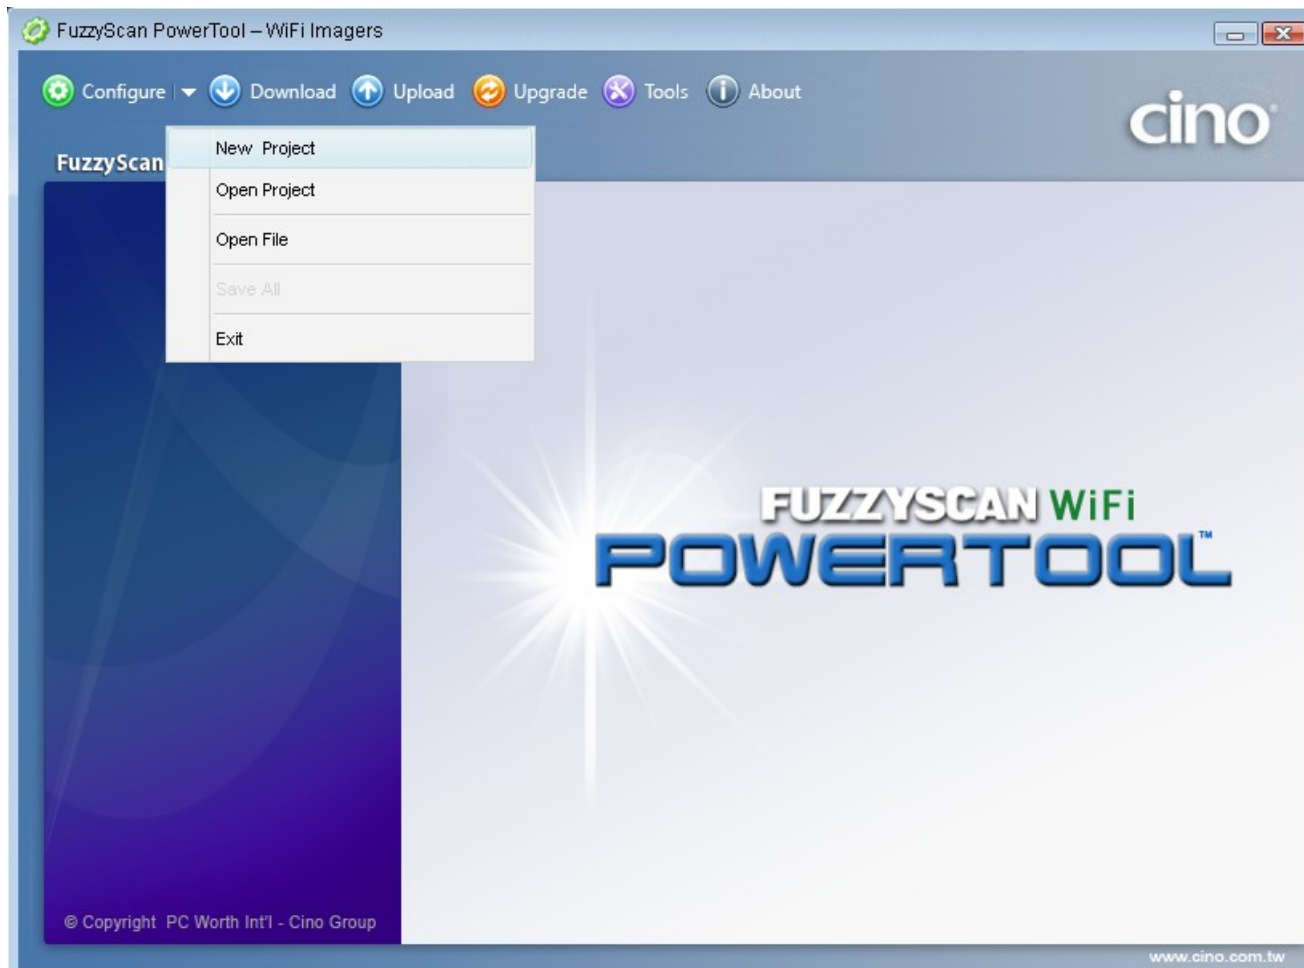 FuzzyScan PowerTool – WiFi Imagers
Configure Download Upload Upgrade Tools About
cino
FuzzyScan
New Project
Open Project
Open File
Save All
Exit
FUZZYSCAN WiFi
POWERTOOL™
© Copyright PC Worth Int'l - Cino Group
www.cino.com.tw